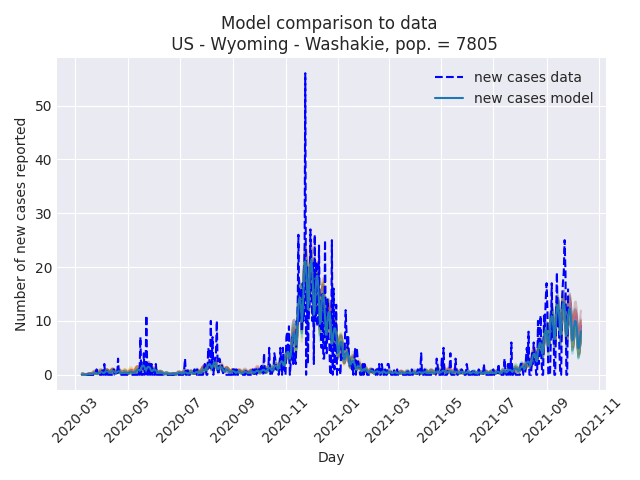 Model comparison to data
US - Wyoming - Washakie, pop. = 7805
new cases data
new cases model
Number of new cases reported
50
40
30
20
10
0
2020-03
2020-05
2020-07
2020-09
2020-11
2021-01
2021-03
2021-05
2021-07
2021-09
2021-11
Day